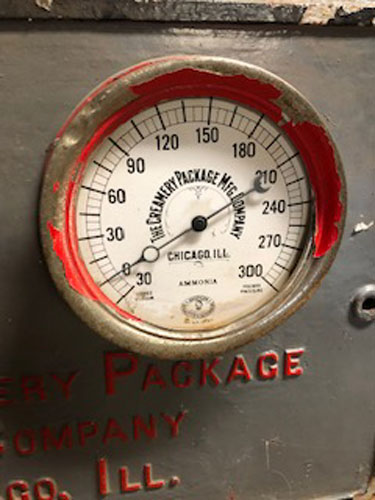 150
120 180
90 210
60 240
30 270
0 300
30
THE CREAMERY PACKAGE MFG. COMPANY
CHICAGO. ILL.
AMMONIA
ERY PACKAGE
COMPANY
GO, ILL.